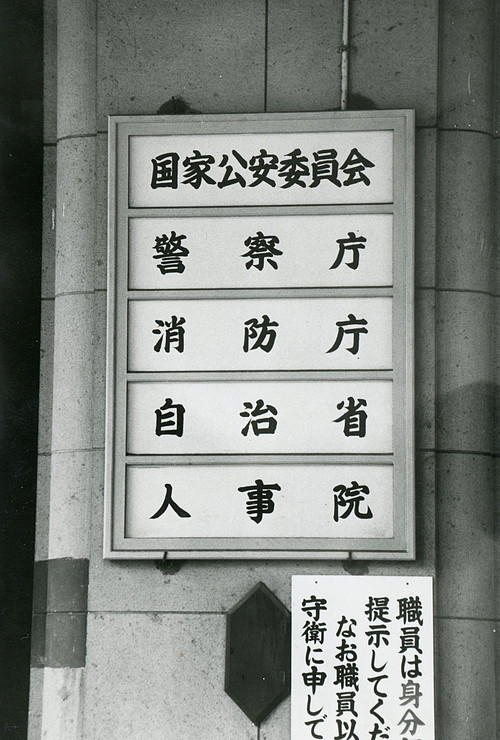 国家公安委員会
警察庁
消防庁
自治省
人事院
職員は身分
提示してくだ
なお職員以
守衛に申して